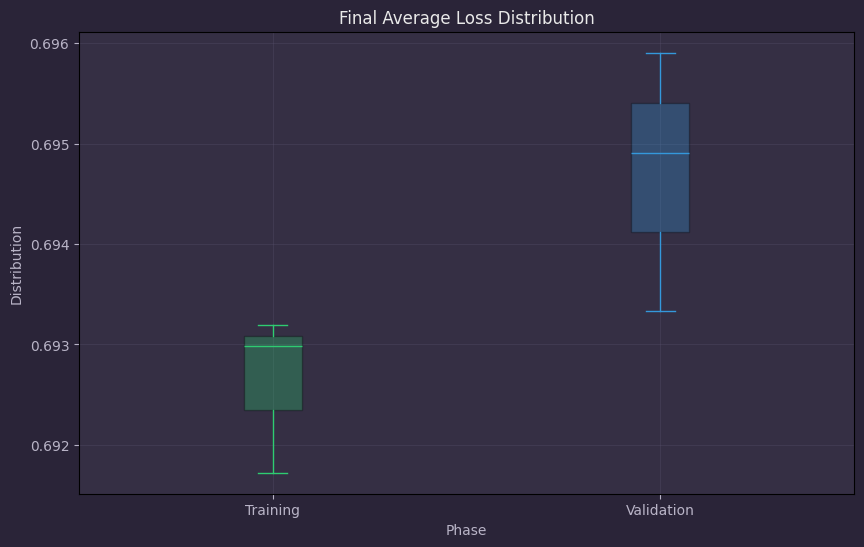 Final Average Loss Distribution
0.696
0.695
0.694
0.693
0.692
Distribution
Training
Validation
Phase